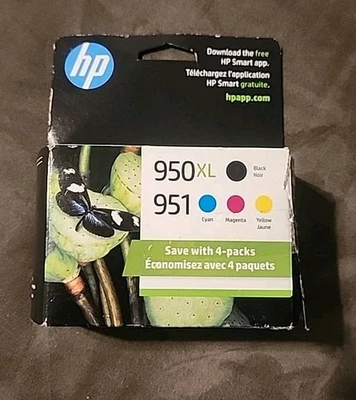 hp
Download the free
HP Smart app.
Téléchargez l'application
HP Smart gratuite.
hpapp.com
950XL
Black
Noir
951
Cyan
Magenta
Yellow
Jaune
Save with 4-packs
Économisez avec 4 paquets